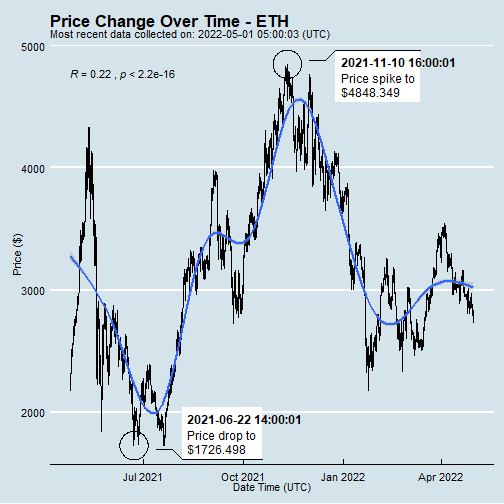 Price Change Over Time - ETH
Most recent data collected on: 2022-05-01 05:00:03 (UTC)
5000
R = 0.22 , p < 2.2e-16
2021-11-10 16:00:01
Price spike to
$4848.349
4000
Price ($)
3000
2000
2021-06-22 14:00:01
Price drop to
$1726.498
Jul 2021 Oct 2021 Jan 2022 Apr 2022
Date Time (UTC)